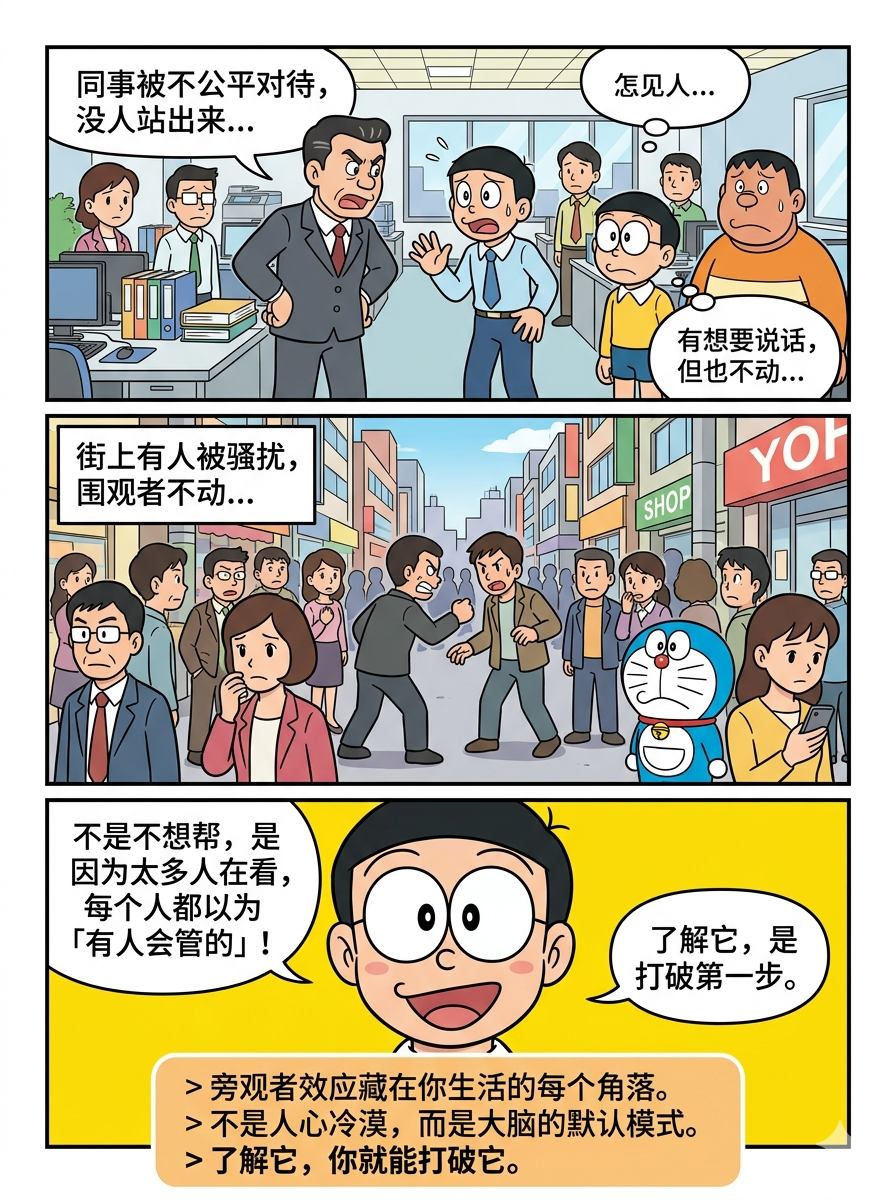 同事被不公平对待，
没人站出来...
怎见人...
有想要说话，
但也不动...
街上有人被骚扰，
围观者不动...
SHOP
YOH
不是不想帮，是
因为太多人在看，
每个人都以为
「有人会管的」！
了解它，是
打破第一步。
> 旁观者效应藏在你生活的每个角落。
> 不是人心冷漠，而是大脑的默认模式。
> 了解它，你就能打破它。